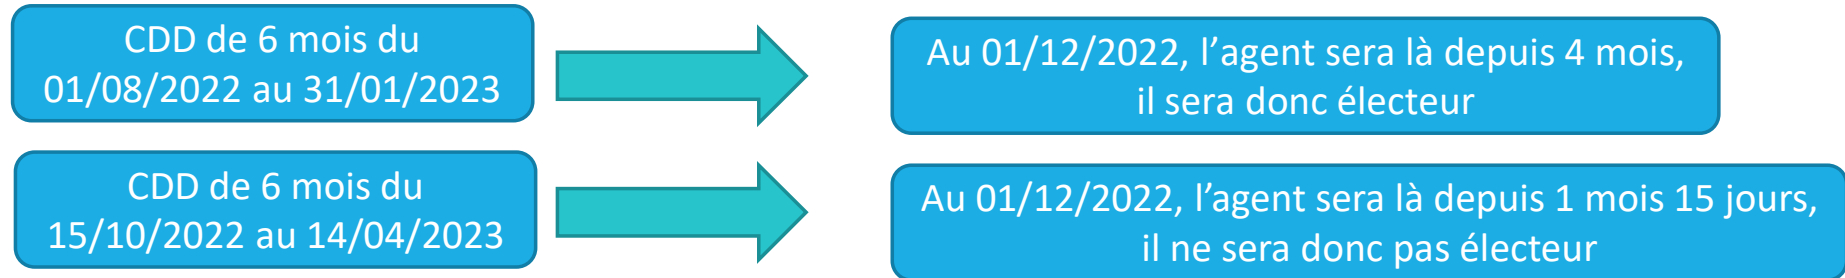 CDD de 6 mois du
01/08/2022 au 31/01/2023
Au 01/12/2022, l’agent sera là depuis 4 mois,
il sera donc électeur
CDD de 6 mois du
15/10/2022 au 14/04/2023
Au 01/12/2022, l’agent sera là depuis 1 mois 15 jours,
il ne sera donc pas électeur